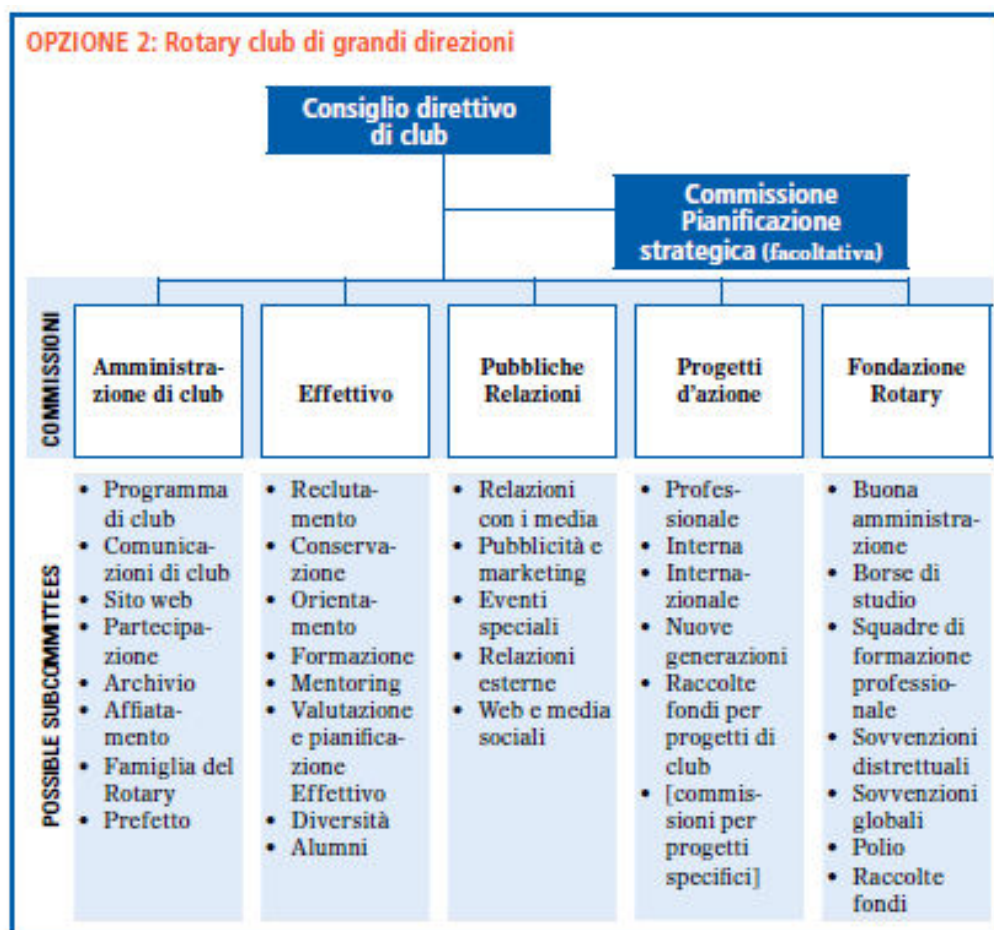 OPZIONE 2: Rotary club di grandi direzioni
Consiglio direttivo
di club
Commissione
Pianificazione
strategica (facoltativa)
COMMISSIONI
Amministra-
zione di club
Effettivo
Pubbliche
Relazioni
Progetti
d'azione
Fondazione
Rotary
POSSIBLE SUBCOMMITTEES
• Programma
di club
• Comunica-
zioni di club
• Sito web
• Partecipa-
zione
• Archivio
• Affiata-
mento
• Famiglia del
Rotary
• Prefetto
• Recluta-
mento
• Conserva-
zione
• Orienta-
mento
• Formazione
• Mentoring
• Valutazione
e pianifica-
zione
Effettivo
• Diversità
• Alumni
• Relazioni
con i media
• Pubblicità e
marketing
• Eventi
speciali
• Relazioni
esterne
• Web e media
sociali
• Profes-
sionale
• Interna
• Interna-
zionale
• Nuove
generazioni
• Raccolte
fondi per
progetti di
club
• [commis-
sioni per
progetti
specifici]
• Buona
amministra-
zione
• Borse di
studio
• Squadre di
formazione
professio-
nale
• Sovvenzioni
distrettuali
• Sovvenzioni
globali
• Polio
• Raccolte
fondi